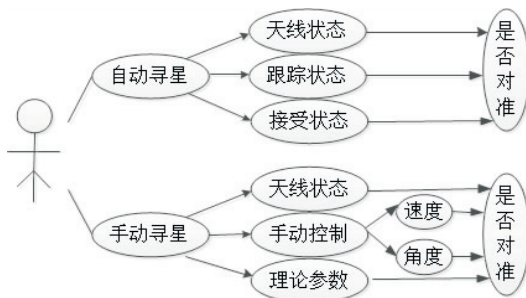 天线状态
自动寻星
跟踪状态
接受状态
是否对准
天线状态
手动寻星
手动控制
速度
角度
理论参数
是否对准